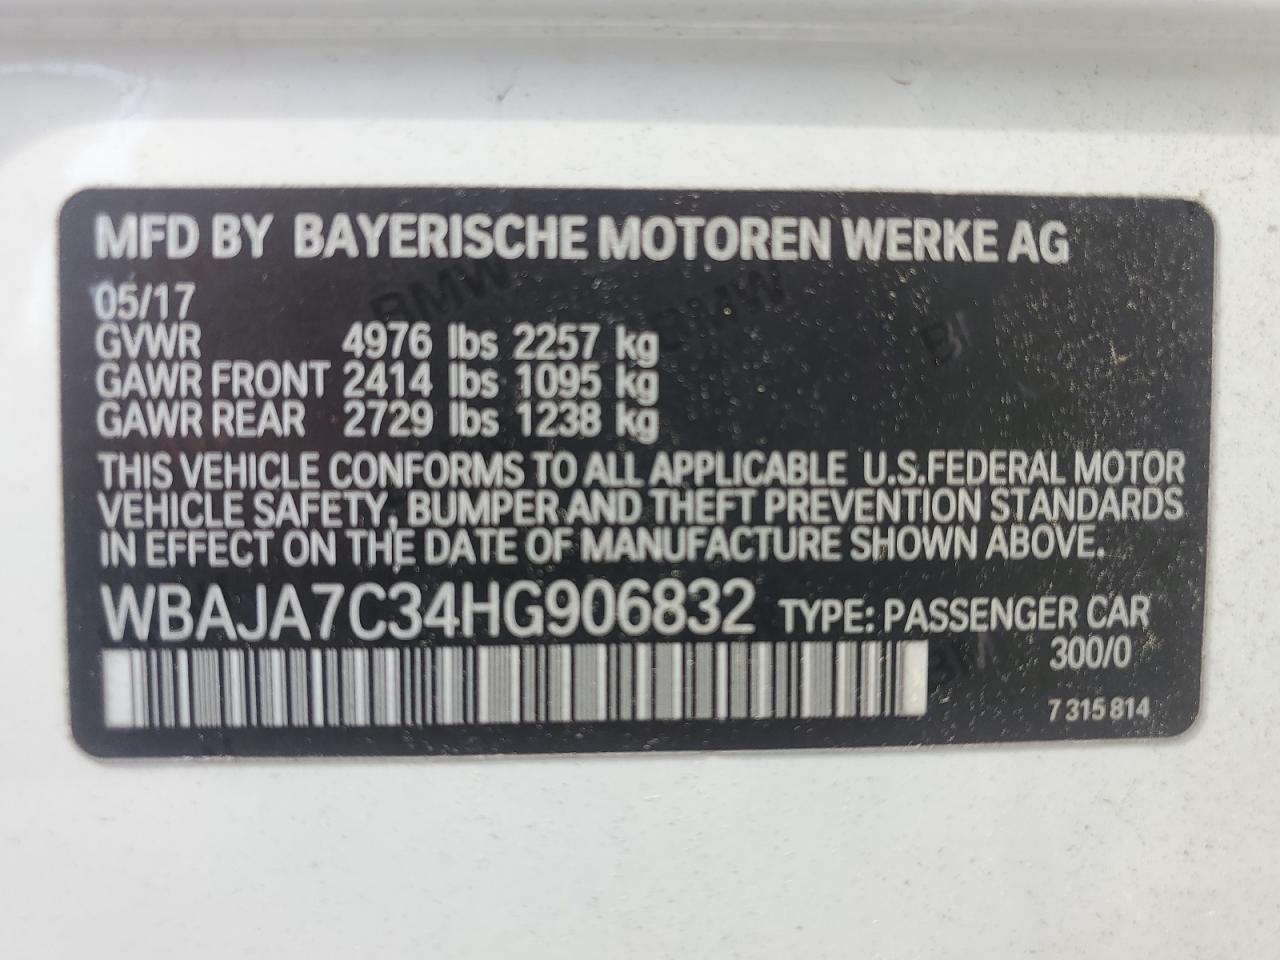 MFD BY BAYERISCHE MOTOREN WERKE AG
05/17
GVWR 4976 lbs 2257 kg
GAWR FRONT 2414 lbs 1095 kg
GAWR REAR 2729 lbs 1238 kg
THIS VEHICLE CONFORMS TO ALL APPLICABLE U.S.FEDERAL MOTOR
VEHICLE SAFETY, BUMPER AND THEFT PREVENTION STANDARDS
IN EFFECT ON THE DATE OF MANUFACTURE SHOWN ABOVE.
WBAJA7C34HG906832 TYPE: PASSENGER CAR
300/0
7 315 814
BMW
BMW